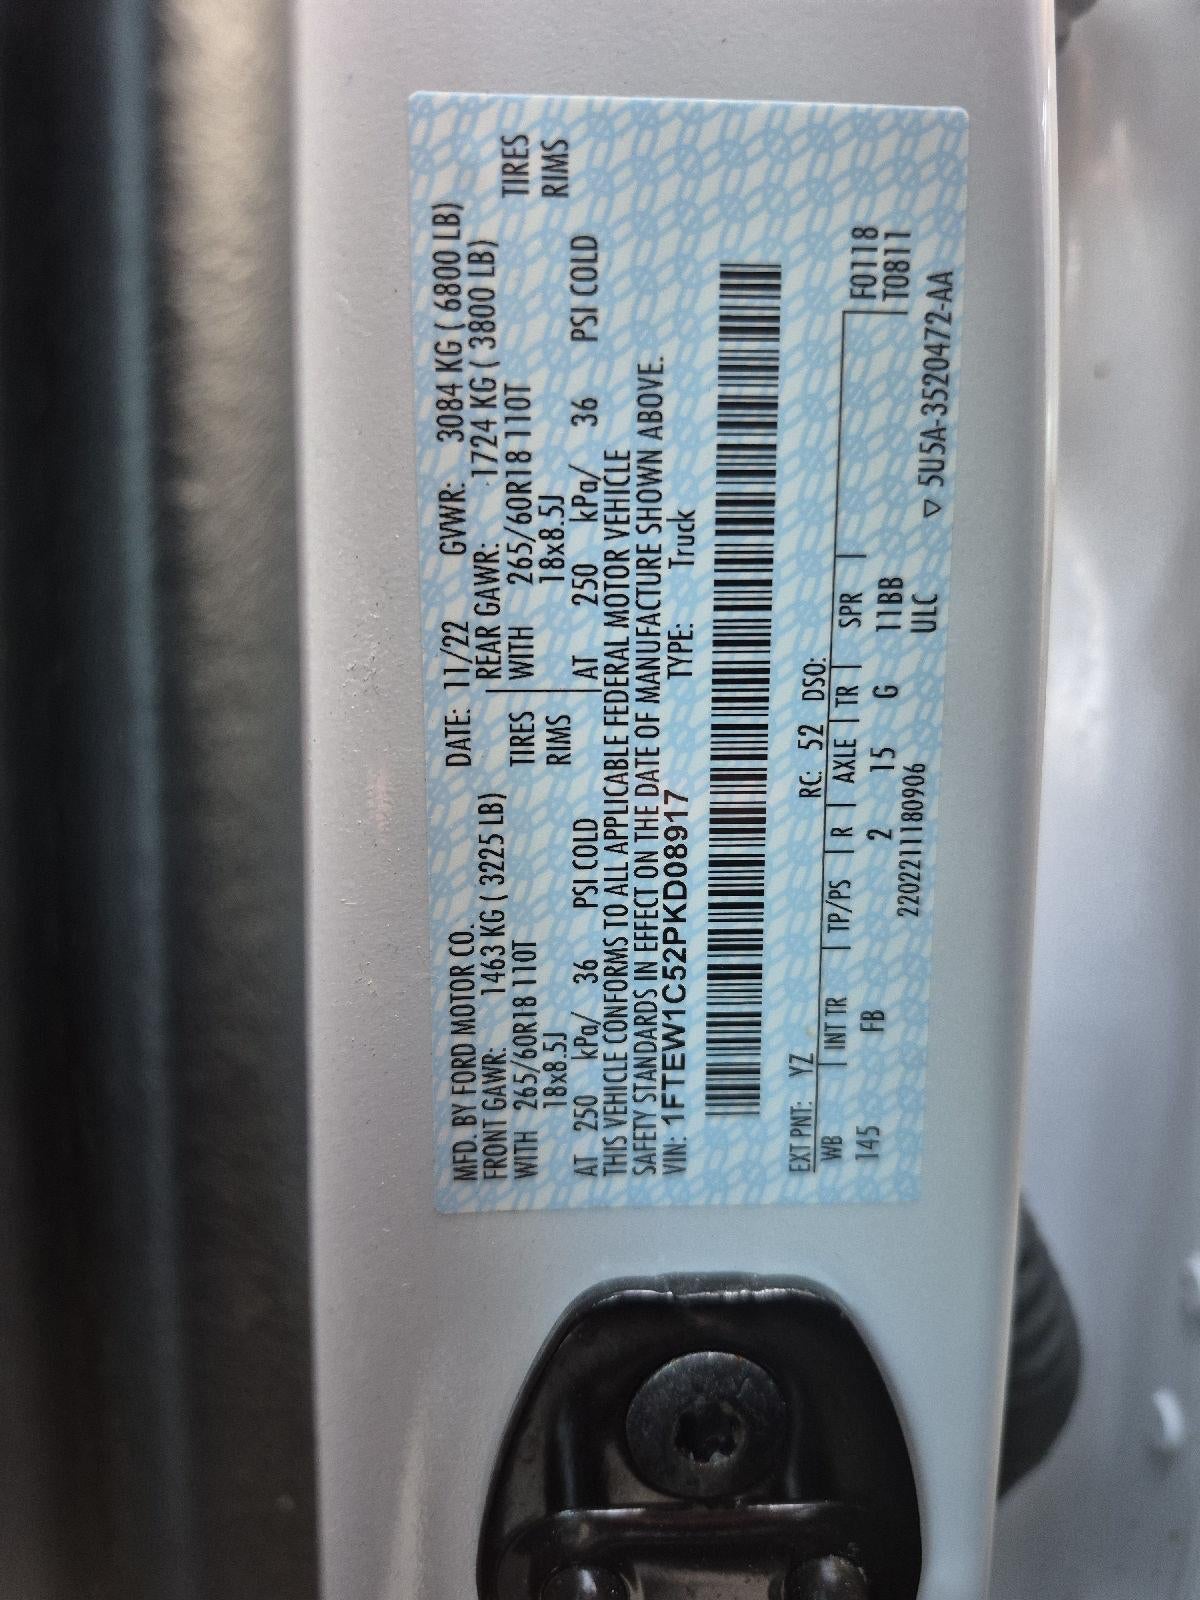 MFD. BY FORD MOTOR CO. DATE: 11/22 GVWR: 3084 KG ( 6800 LB)
FRONT GAWR: 1463 KG ( 3225 LB) REAR GAWR: 1724 KG ( 3800 LB)
WITH 265/60R18 110T TIRES WITH 265/60R18 110T TIRES
18x8.5J RIMS 18x8.5J RIMS
AT 250 kPa/ 36 PSI COLD AT 250 kPa/ 36 PSI COLD
THIS VEHICLE CONFORMS TO ALL APPLICABLE FEDERAL MOTOR VEHICLE
SAFETY STANDARDS IN EFFECT ON THE DATE OF MANUFACTURE SHOWN ABOVE.
VIN: 1FTEW1C52PKD08917 TYPE: Truck
EXT PNT: YZ RC: 52 DSO:
WB INT TR TP/PS R AXLE TR SPR F0118
145 FB 2 15 G 11BB T0811
2202211180906 ULC
▽ 5U5A-3520472-AA